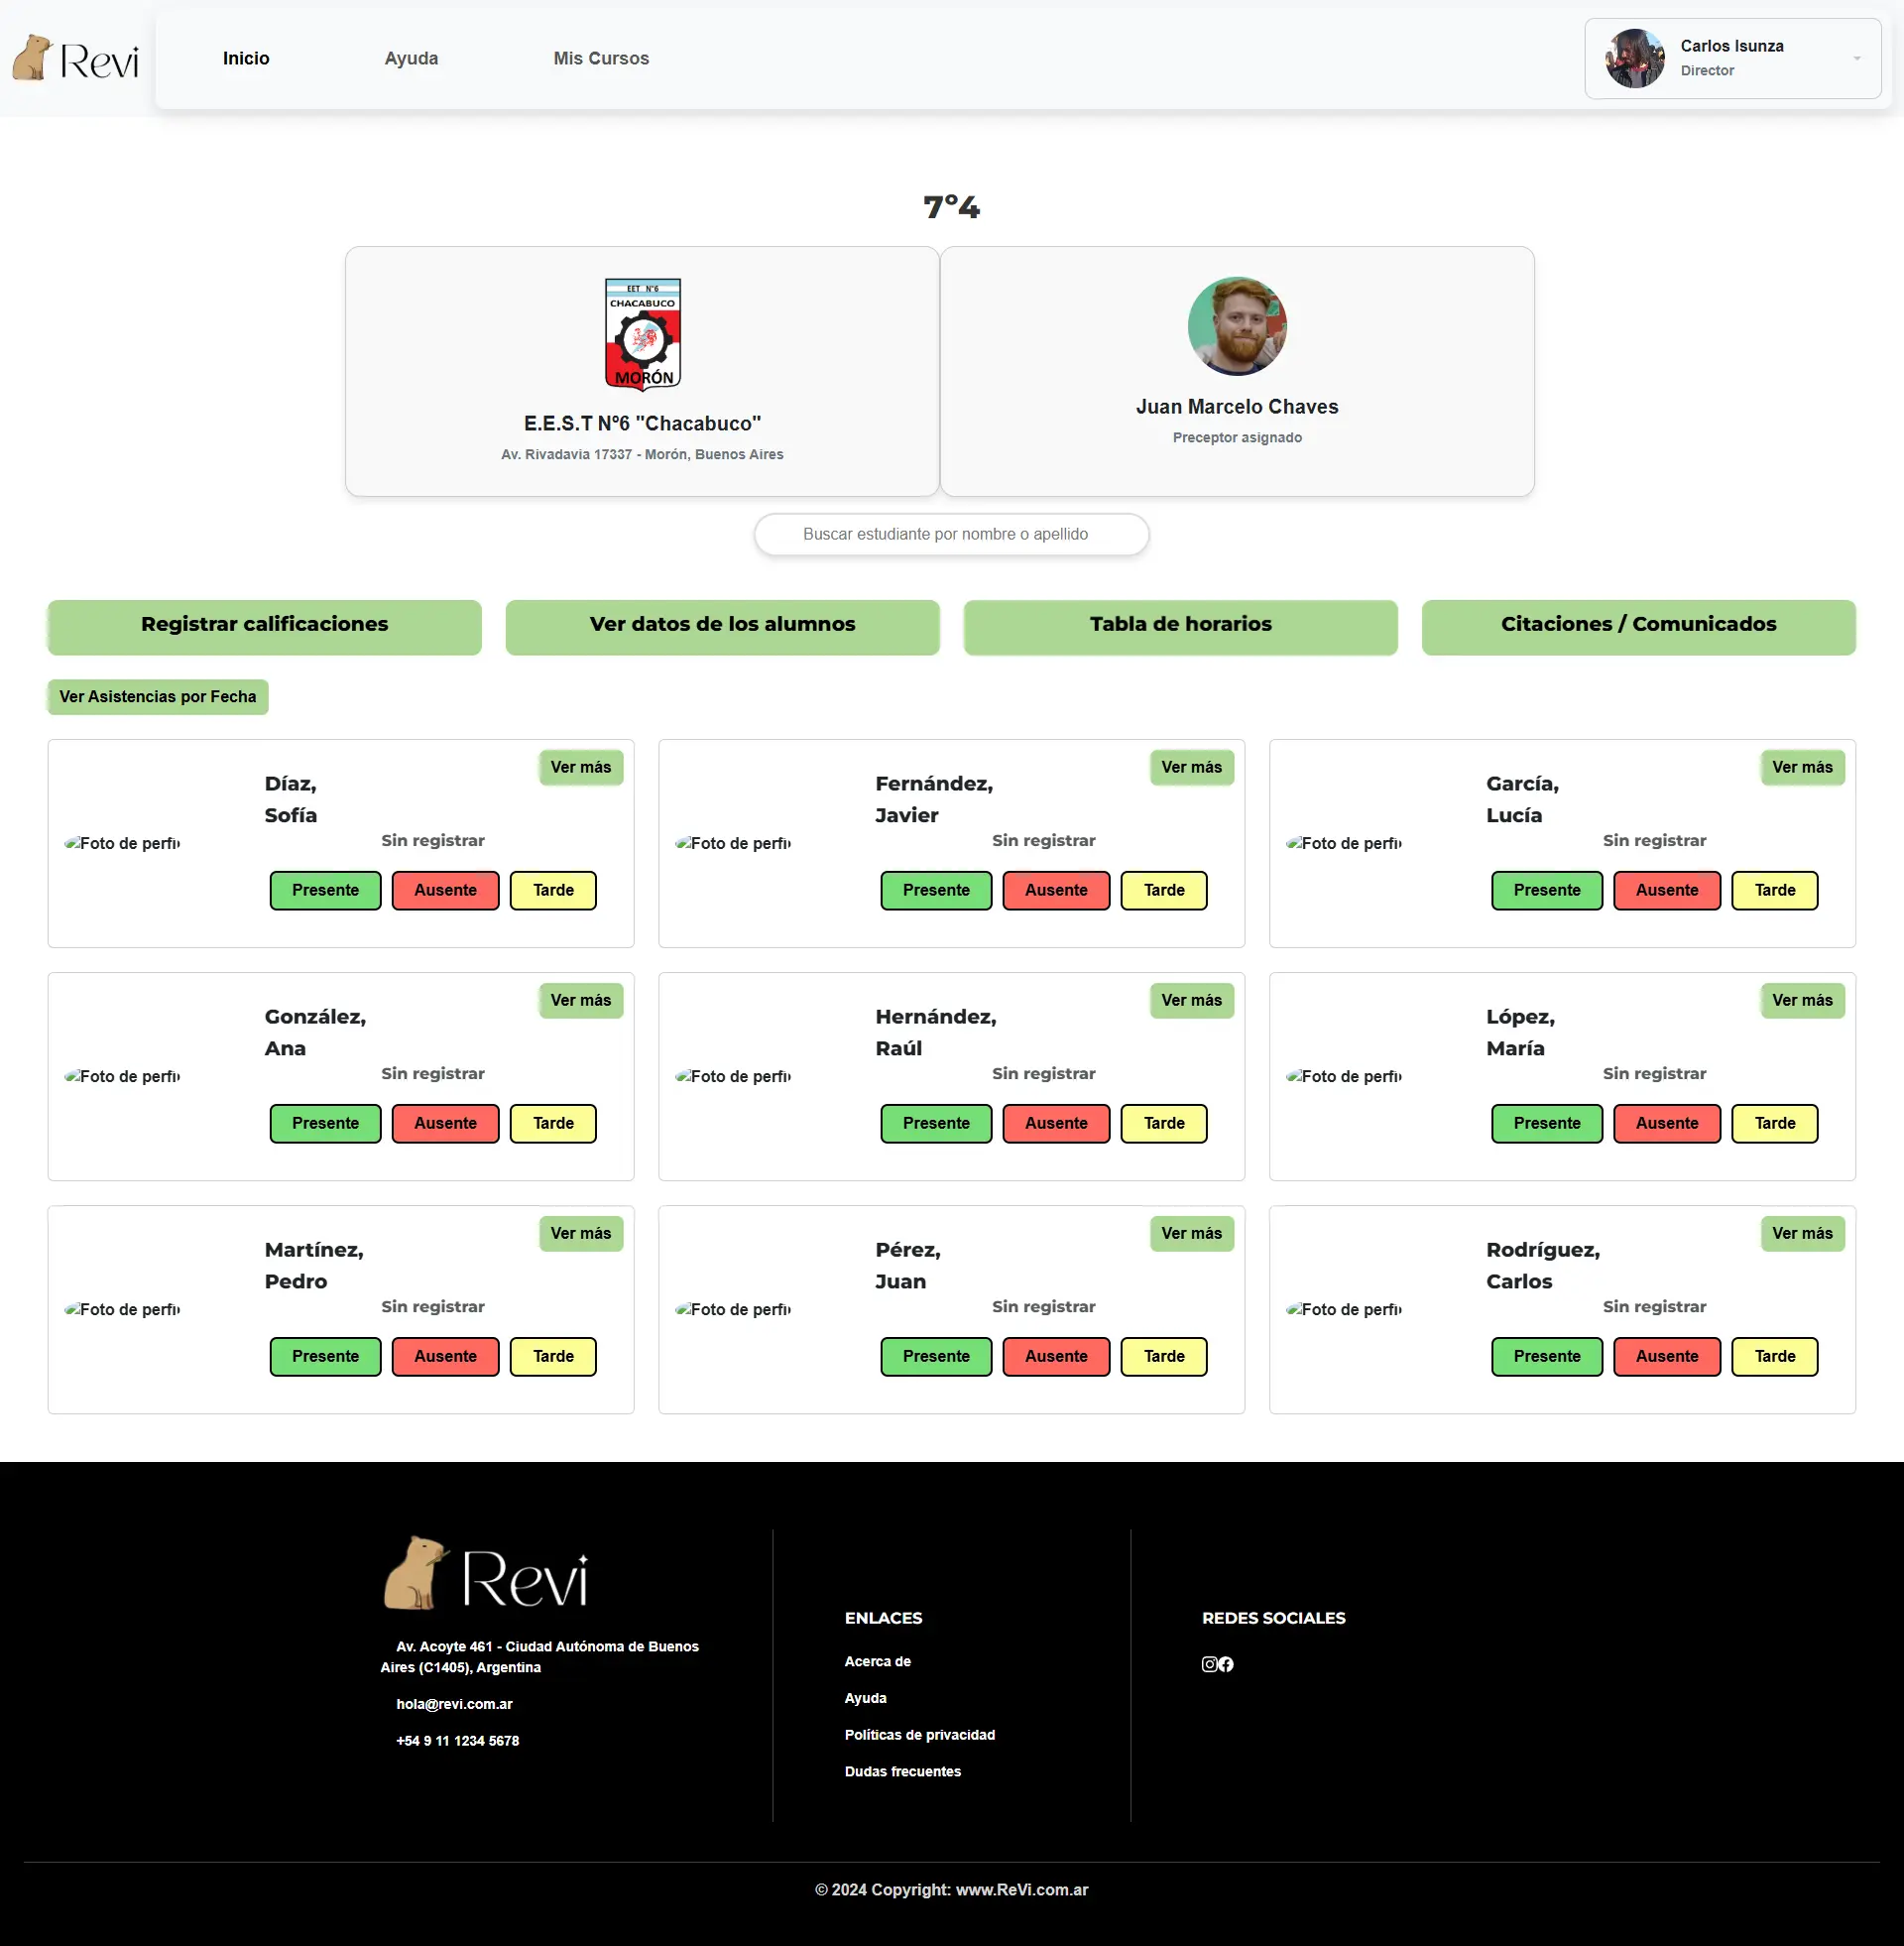 Revi
Inicio
Ayuda
Mis Cursos
Carlos Isunza
Director
7°4
EET N°6
CHACABUCO
MORÓN
E.E.S.T Nº6 "Chacabuco"
Av. Rivadavia 17337 - Morón, Buenos Aires
Juan Marcelo Chaves
Preceptor asignado
Buscar estudiante por nombre o apellido
Registrar calificaciones
Ver datos de los alumnos
Tabla de horarios
Citaciones / Comunicados
Ver Asistencias por Fecha
Foto de perfil
Díaz,
Sofía
Ver más
Sin registrar
Presente
Ausente
Tarde
Foto de perfil
Fernández,
Javier
Ver más
Sin registrar
Presente
Ausente
Tarde
Foto de perfil
García,
Lucía
Ver más
Sin registrar
Presente
Ausente
Tarde
Foto de perfil
González,
Ana
Ver más
Sin registrar
Presente
Ausente
Tarde
Foto de perfil
Hernández,
Raúl
Ver más
Sin registrar
Presente
Ausente
Tarde
Foto de perfil
López,
María
Ver más
Sin registrar
Presente
Ausente
Tarde
Foto de perfil
Martínez,
Pedro
Ver más
Sin registrar
Presente
Ausente
Tarde
Foto de perfil
Pérez,
Juan
Ver más
Sin registrar
Presente
Ausente
Tarde
Foto de perfil
Rodríguez,
Carlos
Ver más
Sin registrar
Presente
Ausente
Tarde
Revi
Av. Acoyte 461 - Ciudad Autónoma de Buenos
Aires (C1405), Argentina
hola@revi.com.ar
+54 9 11 1234 5678
ENLACES
Acerca de
Ayuda
Políticas de privacidad
Dudas frecuentes
REDES SOCIALES
© 2024 Copyright: www.ReVi.com.ar